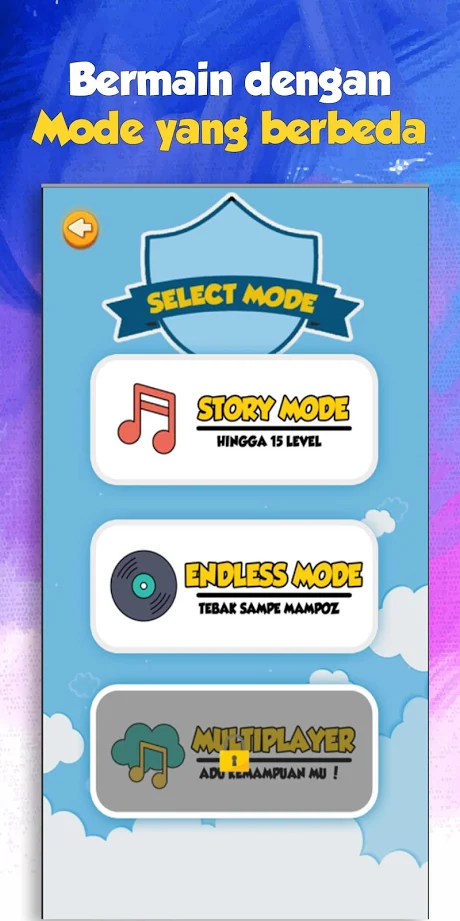 Bermain dengan
Mode yang berbeda
SELECT MODE
STORY MODE
HINGGA 15 LEVEL
ENDLESS MODE
TEBAK SAMPE MAMPOZ
MULTIPLAYER
ADU KEMAMPUAN MU !